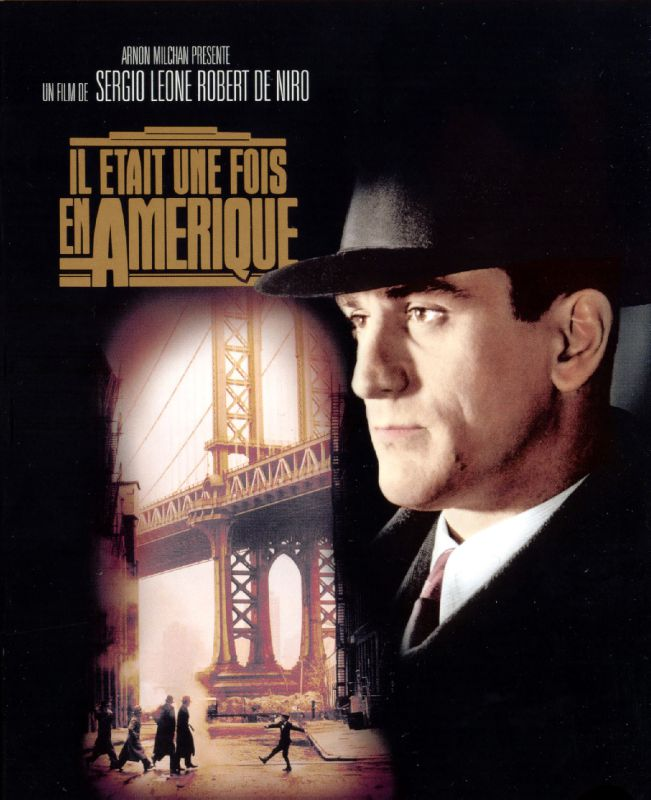 ARNON MILCHAN PRESENTE
UN FILM DE SERGIO LEONE ROBERT DE NIRO
IL ETAIT UNE FOIS
EN AMERIQUE